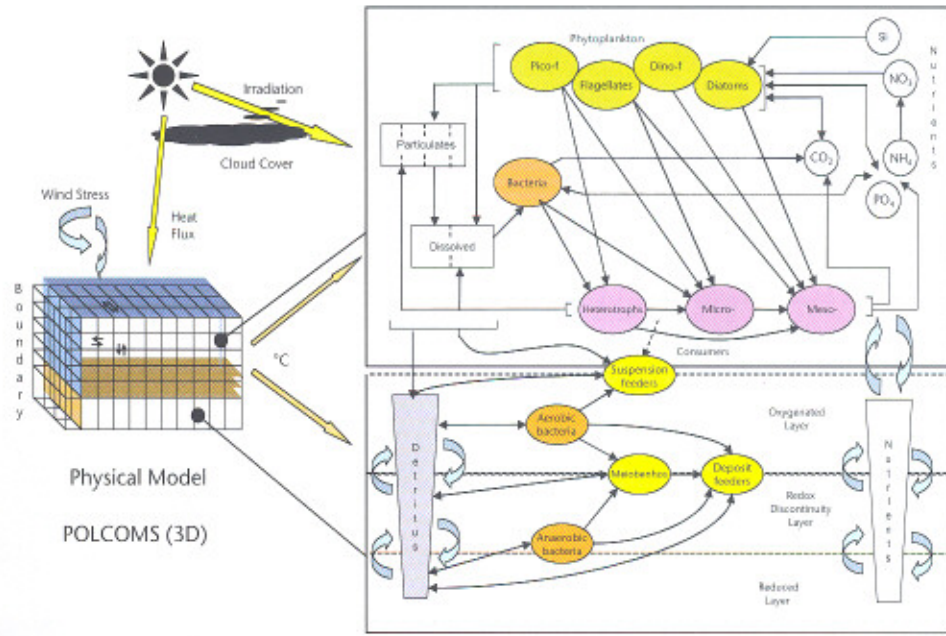 Irradiation
Cloud Cover
Wind Stress
Heat
Flux
Boundary
°C
Physical Model
POLCOMS (3D)
Phytoplankton
Pico-f
Flagellates
Dino-f
Diatoms
Si
NO3
NH4
PO4
CO2
Nutrients
Particulates
Bacteria
Dissolved
Heterotrophs
Micro-
Meso-
Consumers
Suspension
feeders
Aerobic
bacteria
Oxygenated
Layer
Detritus
Meiobenthos
Deposit
feeders
Redox
Discontinuity
Layer
Anaerobic
bacteria
Reduced
Layer
Nutrients